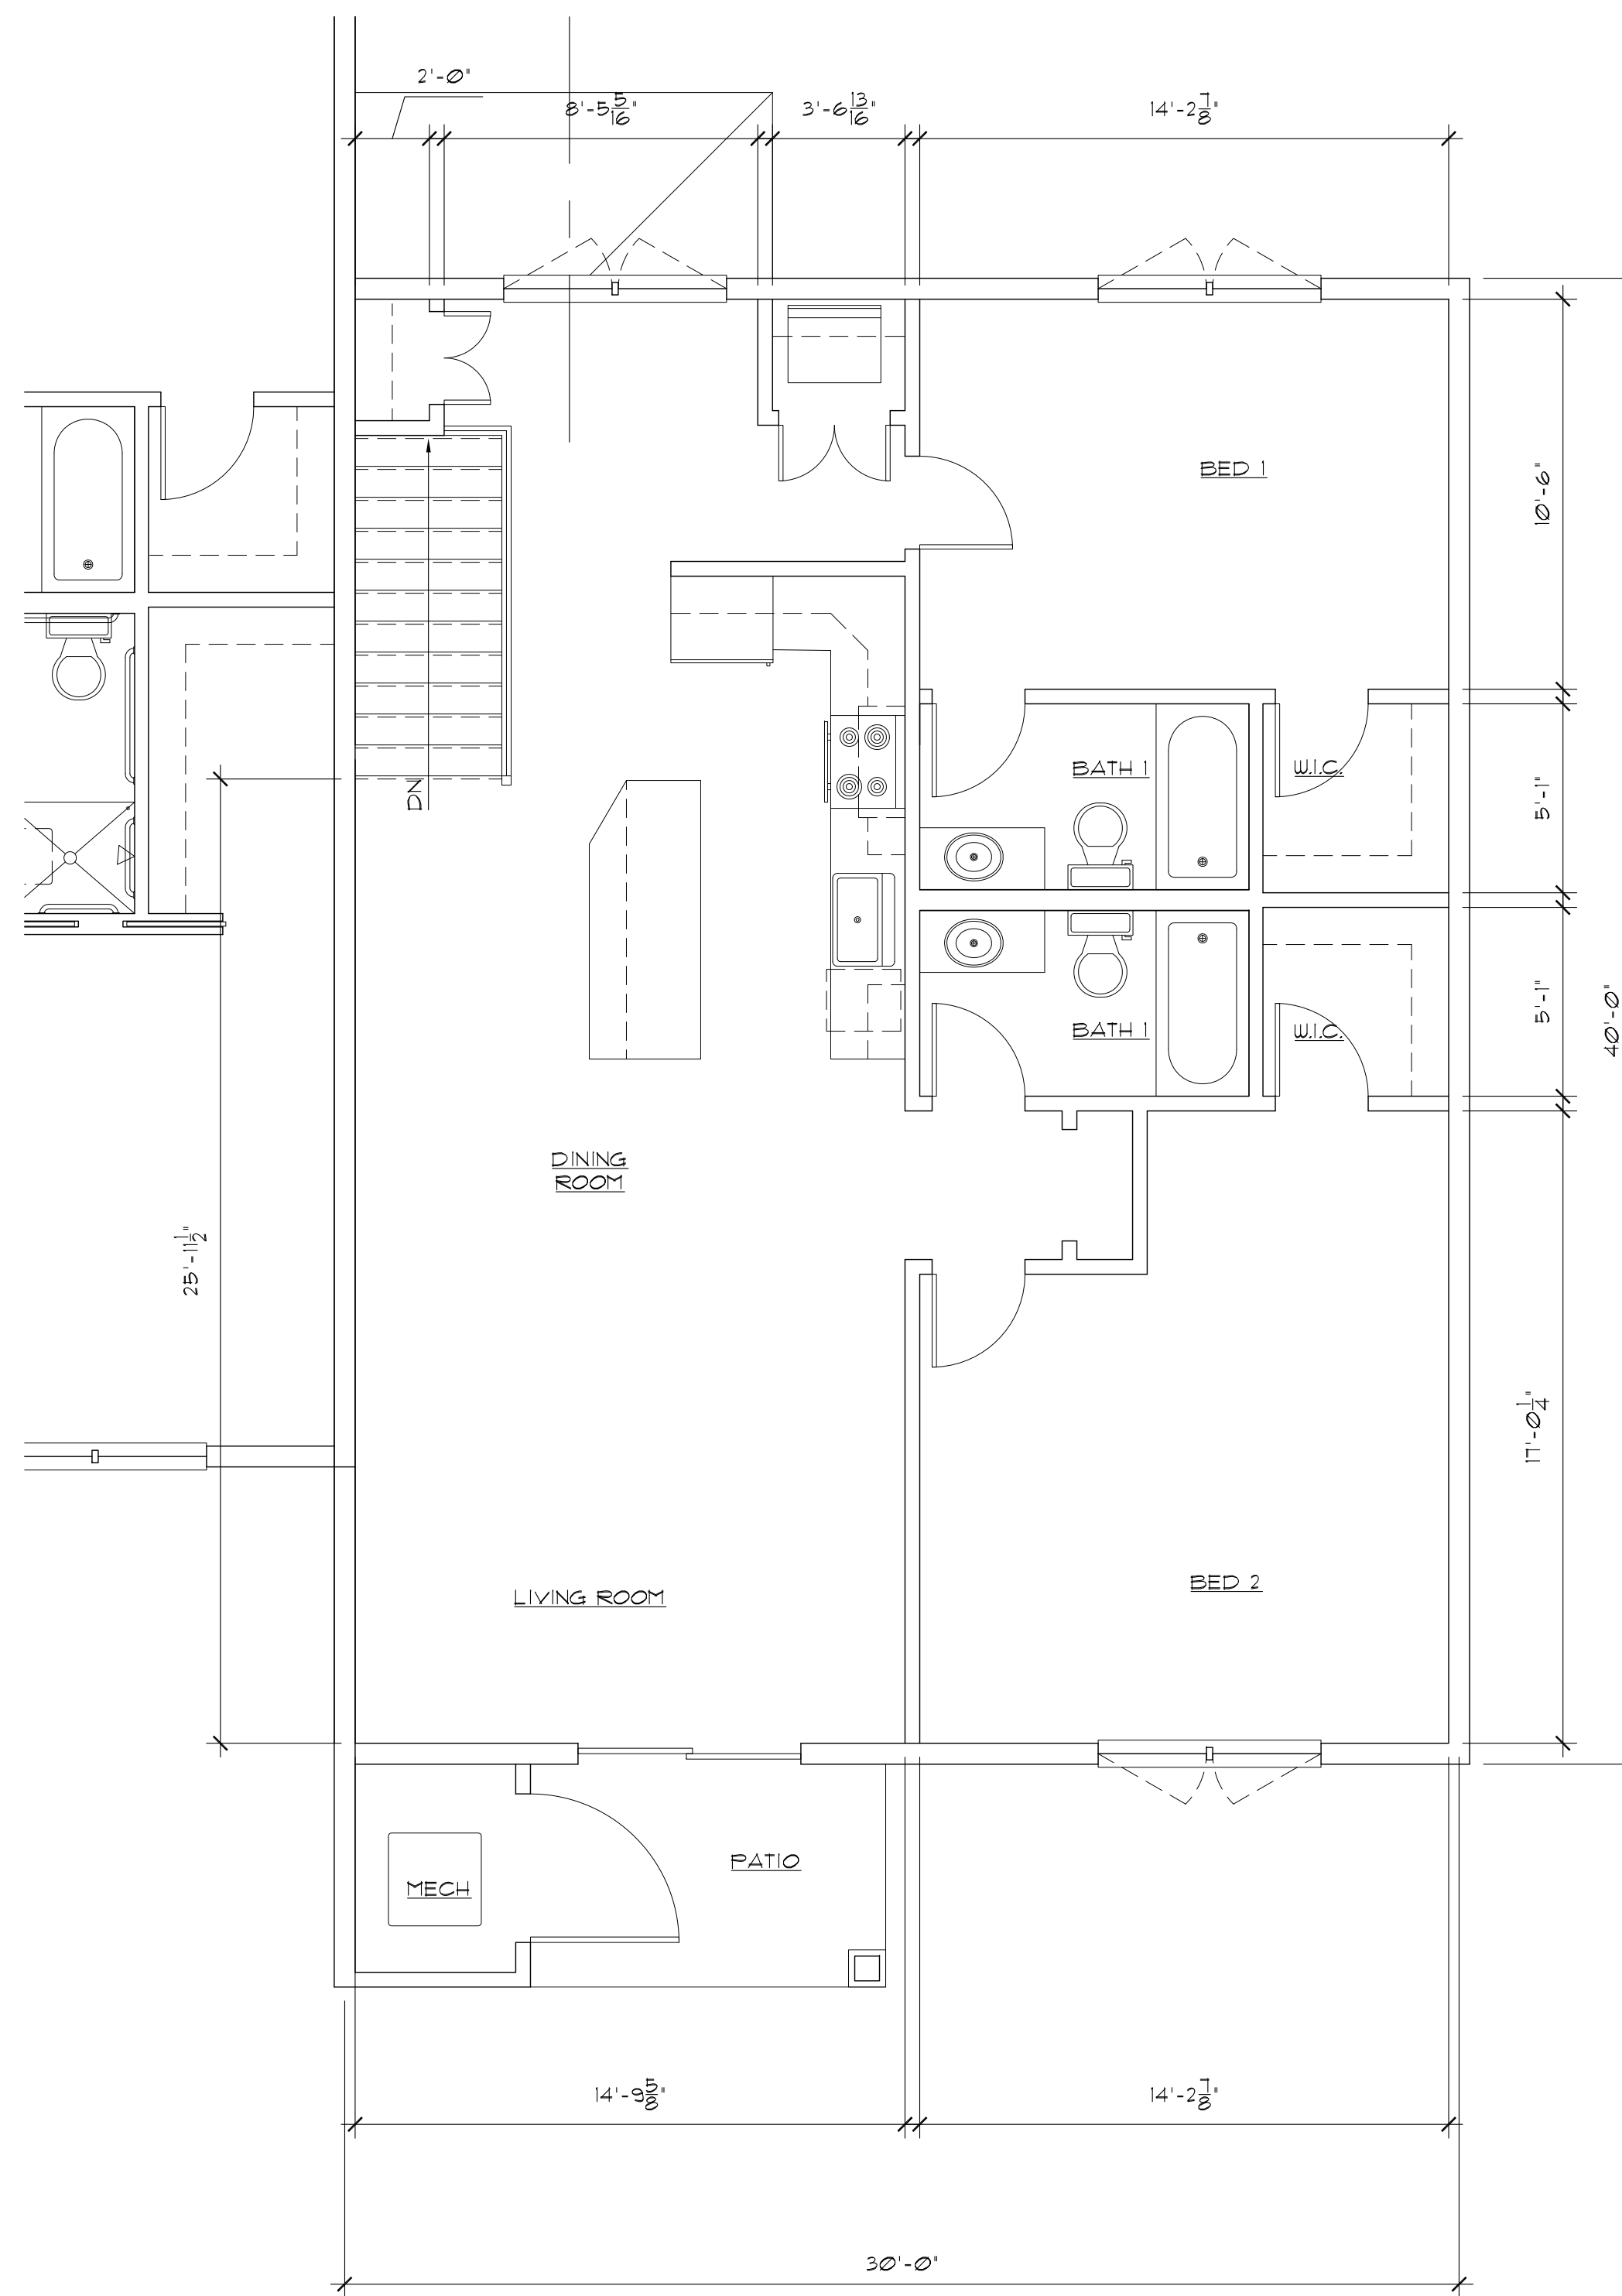 2'-0"
8'-5 5/16"
3'-6 13/16"
14'-2 7/8"
BED 1
10'-6"
BATH 1
W.I.C.
5'-1"
DN
5'-1"
40'-0"
BATH 1
W.I.C.
DINING
ROOM
25'-11 1/2"
17'-0 1/4"
BED 2
LIVING ROOM
PATIO
MECH
14'-9 5/8"
14'-2 7/8"
30'-0"